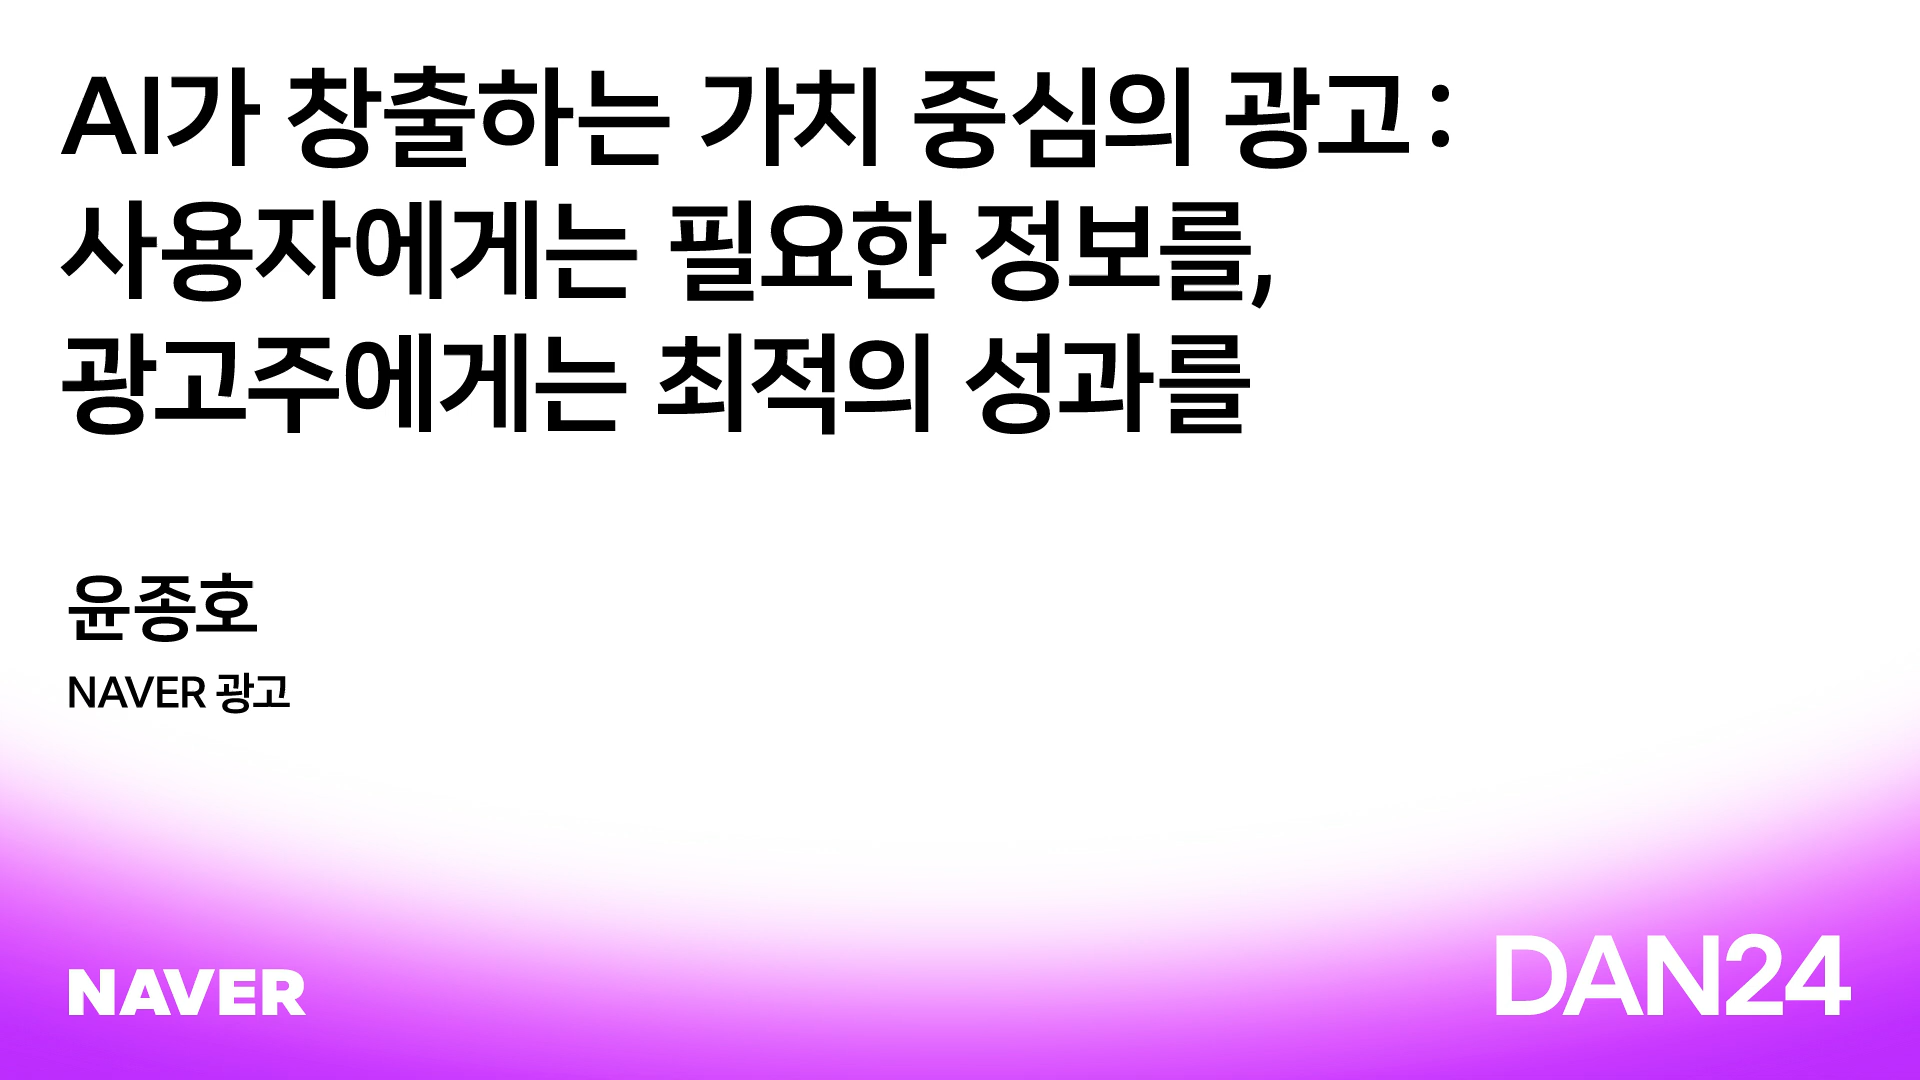 AI가 창출하는 가치 중심의 광고:
사용자에게는 필요한 정보를,
광고주에게는 최적의 성과를
윤종호
NAVER 광고
NAVER
DAN24